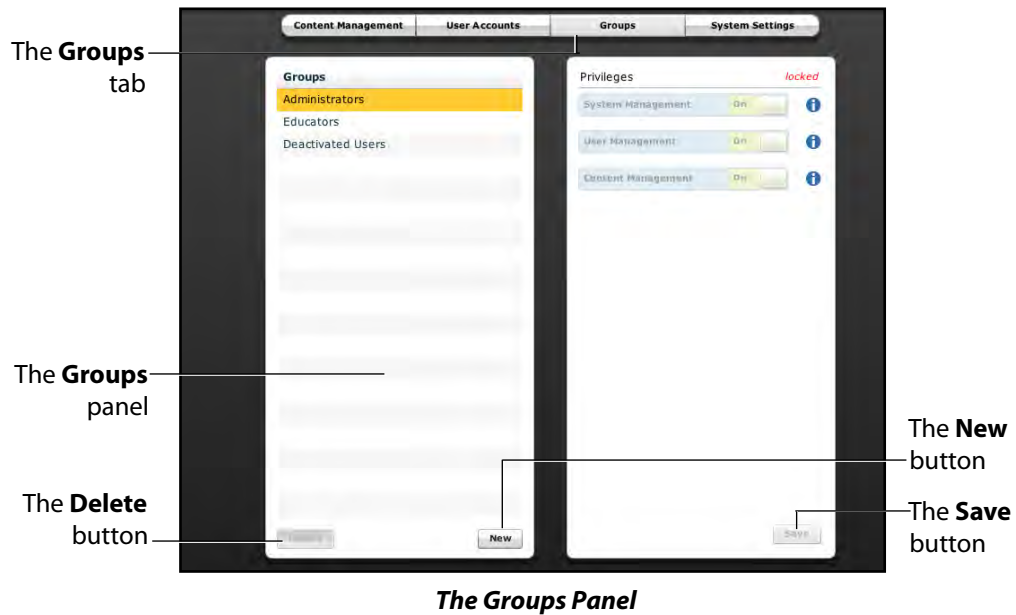 Content Management User Accounts Groups System Settings
The Groups
tab
Groups
Administrators
Educators
Deactivated Users
Privileges locked
System Management On
User Management On
Content Management On
The Groups
panel
The New
button
The Delete
button
New
The Save
button
Save
The Groups Panel